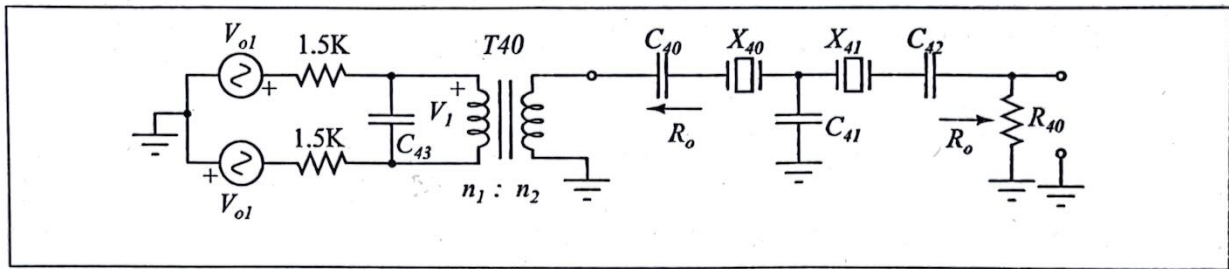 V_o1
1.5K
T40
C_40
X_40
X_41
C_42
+
+
V_1
C_43
1.5K
+
V_o1
n_1 : n_2
R_o
C_41
R_o
R_40